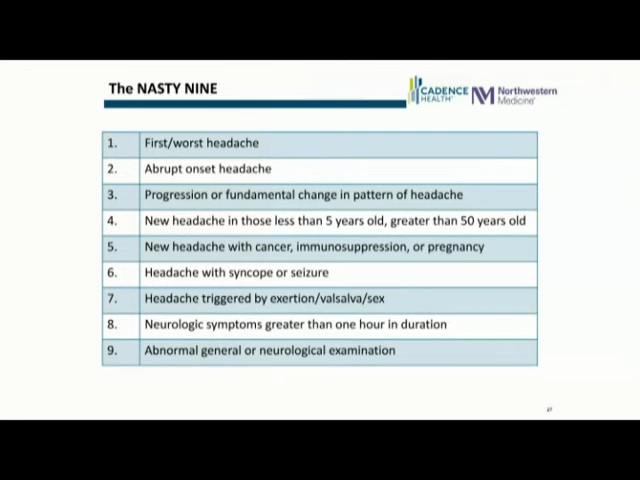 The NASTY NINE
CADENCE HEALTH
Northwestern Medicine
1. First/worst headache
2. Abrupt onset headache
3. Progression or fundamental change in pattern of headache
4. New headache in those less than 5 years old, greater than 50 years old
5. New headache with cancer, immunosuppression, or pregnancy
6. Headache with syncope or seizure
7. Headache triggered by exertion/valsalva/sex
8. Neurologic symptoms greater than one hour in duration
9. Abnormal general or neurological examination